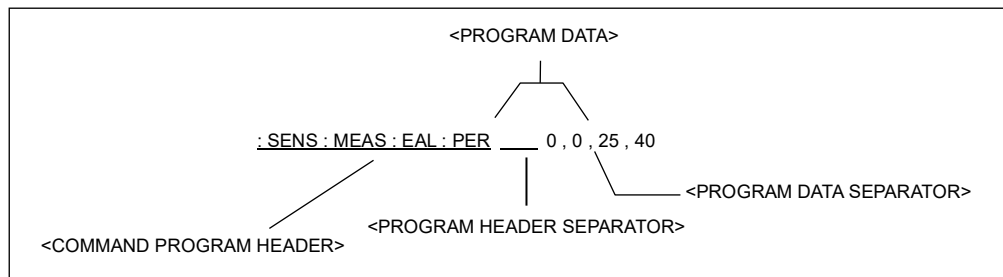 <PROGRAM DATA>
: SENS : MEAS : EAL : PER ___ 0 , 0 , 25 , 40
<PROGRAM DATA SEPARATOR>
<PROGRAM HEADER SEPARATOR>
<COMMAND PROGRAM HEADER>